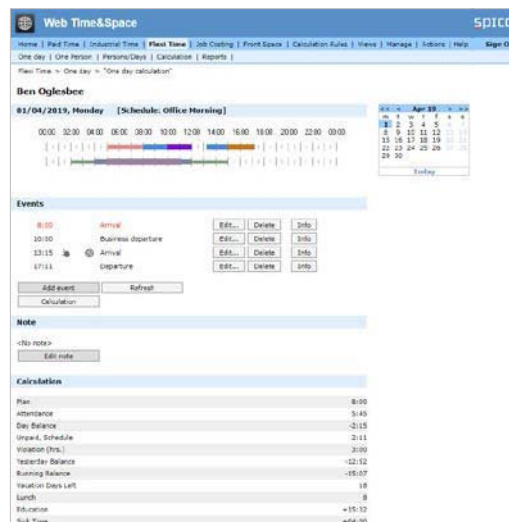 Web Time&Space
spica
Home | Paid Time | Industrial Time | Flexi Time | Job Costing | Front Space | Calculation Rules | Views | Manage | Actions | Help Sign O
One day | One Person | Persons/Days | Calculation | Reports |
Flexi Time > One day > "One day calculation"
Ben Oglesbee
01/04/2019, Monday [Schedule: Office Morning]
<< < Apr 19 > >>
m t w t f s s
1 2 3 4 5
8 9 10 11 12
15 16 17 18 19
22 23 24 25 26
29 30
Today
00:00 02:00 04:00 06:00 08:00 10:00 12:00 14:00 16:00 18:00 20:00 22:00 00:00
Events
8:00 Arrival Edit... Delete Info
10:00 Business departure Edit... Delete Info
13:15 Arrival Edit... Delete Info
17:11 Departure Edit... Delete Info
Add event Refresh
Calculation
Note
<No note>
Edit note
Calculation
Plan 8:00
Attendance 5:45
Day Balance -2:15
Unpaid, Schedule 2:11
Violation (hrs.) 3:00
Yesterday Balance -12:52
Running Balance -15:07
Vacation Days Left 18
Lunch
Education +15:32
Sick Time +04:00